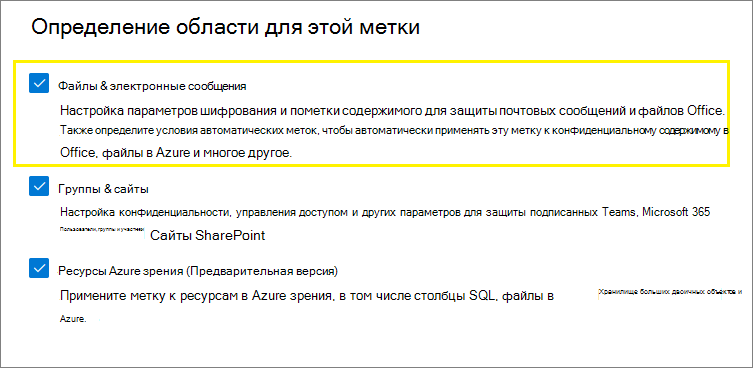 Определение области для этой метки
Файлы & электронные сообщения
Настройка параметров шифрования и пометки содержимого для защиты почтовых сообщений и файлов Office.
Также определите условия автоматических меток, чтобы автоматически применять эту метку к конфиденциальному содержимому в
Office, файлы в Azure и многое другое.
Группы & сайты
Настройка конфиденциальности, управления доступом и других параметров для защиты подписанных Teams, Microsoft 365
Пользователи, группы и участники Сайты SharePoint
Ресурсы Azure зрения (Предварительная версия)
Примените метку к ресурсам в Azure зрения, в том числе столбцы SQL, файлы в Хранилище больших двоичных объектов и
Azure.